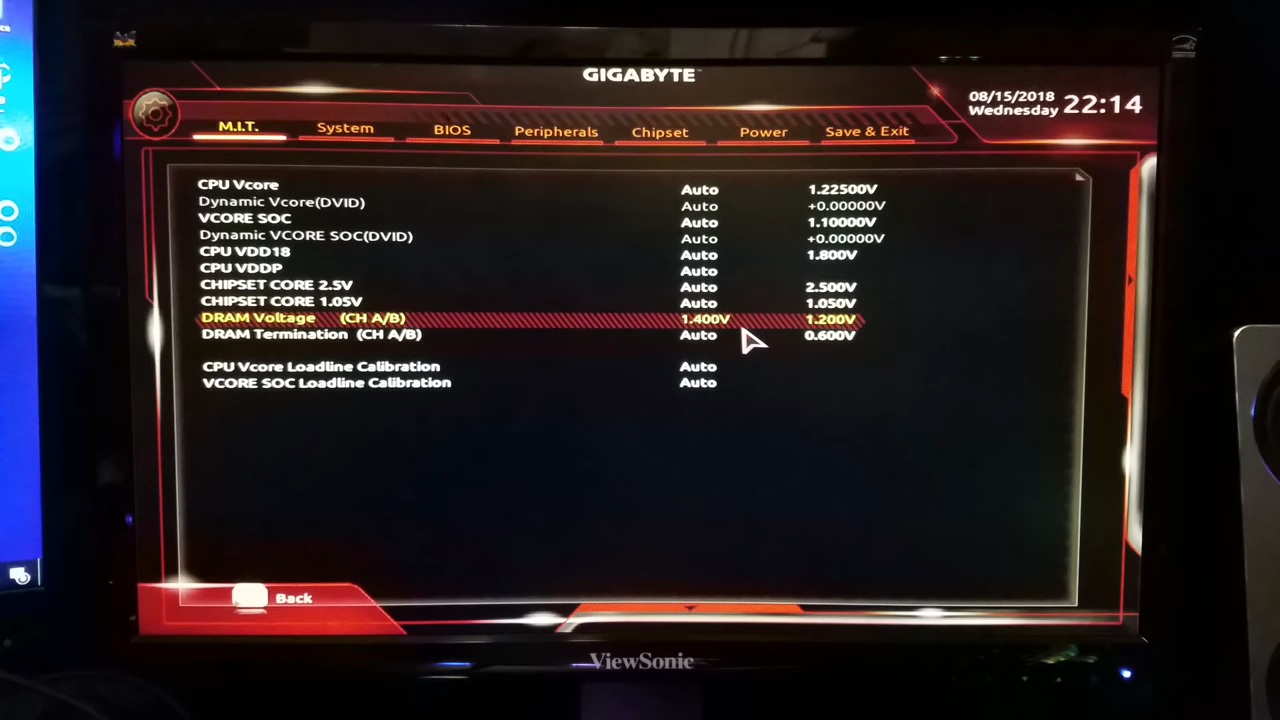 GIGABYTE
08/15/2018
Wednesday 22:14
M.I.T. System BIOS Peripherals Chipset Power Save & Exit
CPU Vcore Auto 1.22500V
Dynamic Vcore(DVID) Auto +0.00000V
VCORE SOC Auto 1.10000V
Dynamic VCORE SOC(DVID) Auto +0.00000V
CPU VDD18 Auto 1.800V
CPU VDDP Auto
CHIPSET CORE 2.5V Auto 2.500V
CHIPSET CORE 1.05V Auto 1.050V
DRAM Voltage (CH A/B) 1.400V 1.200V
DRAM Termination (CH A/B) Auto 0.600V
CPU Vcore Loadline Calibration Auto
VCORE SOC Loadline Calibration Auto
Back
ViewSonic